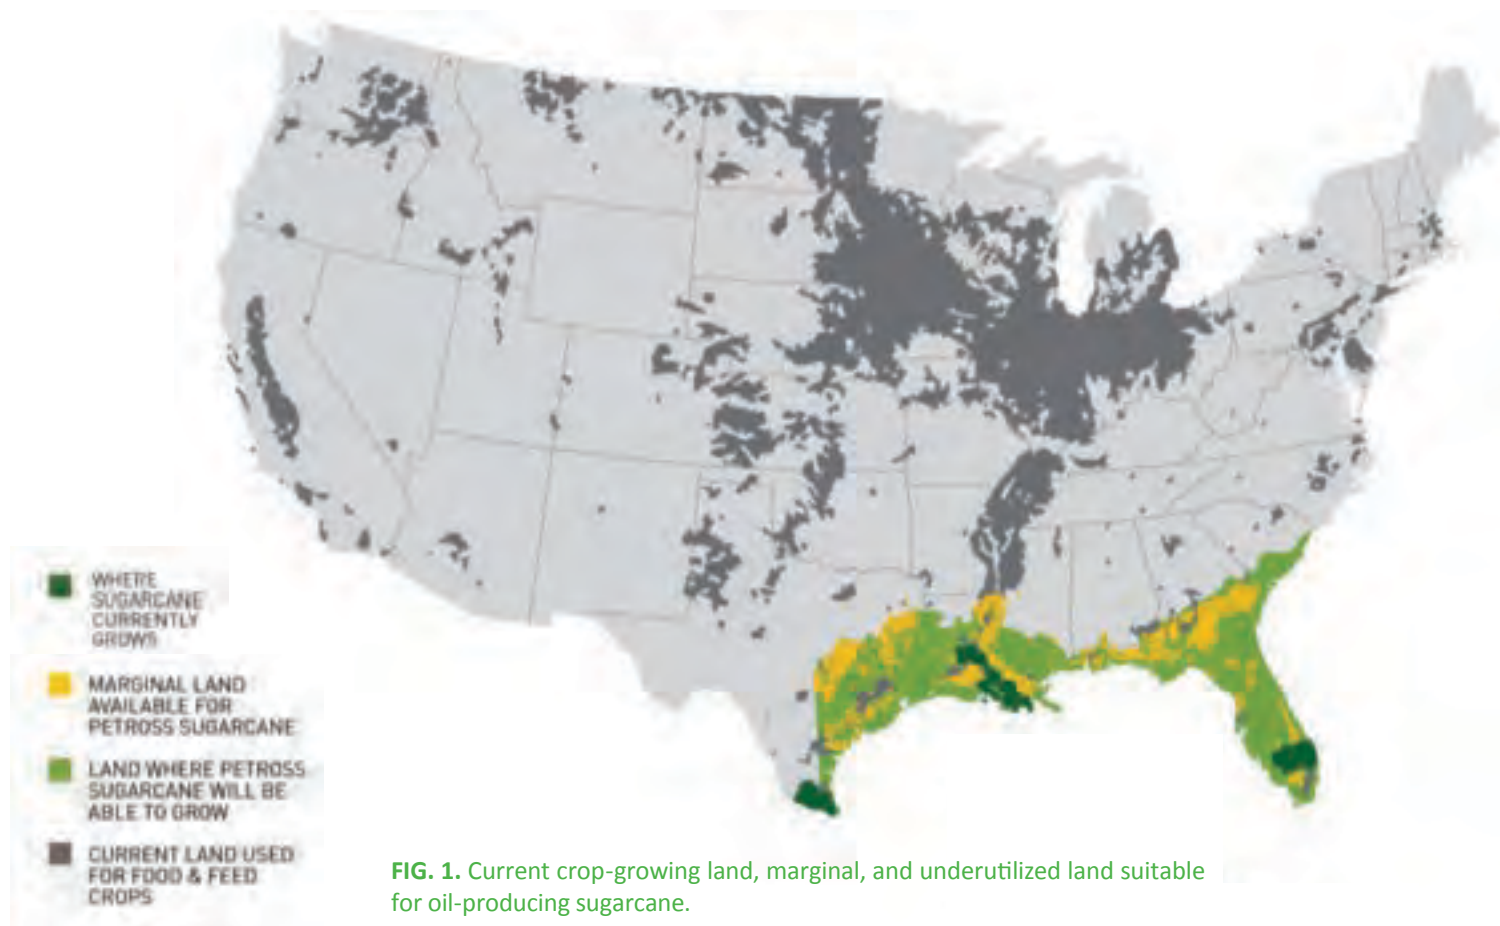 WHERE
SUGARCANE
CURRENTLY
GROWS
MARGINAL LAND
AVAILABLE FOR
PETROSS SUGARCANE
LAND WHERE PETROSS
SUGARCANE WILL BE
ABLE TO GROW
CURRENT LAND USED
FOR FOOD & FEED
CROPS
FIG. 1. Current crop-growing land, marginal, and underutilized land suitable
for oil-producing sugarcane.